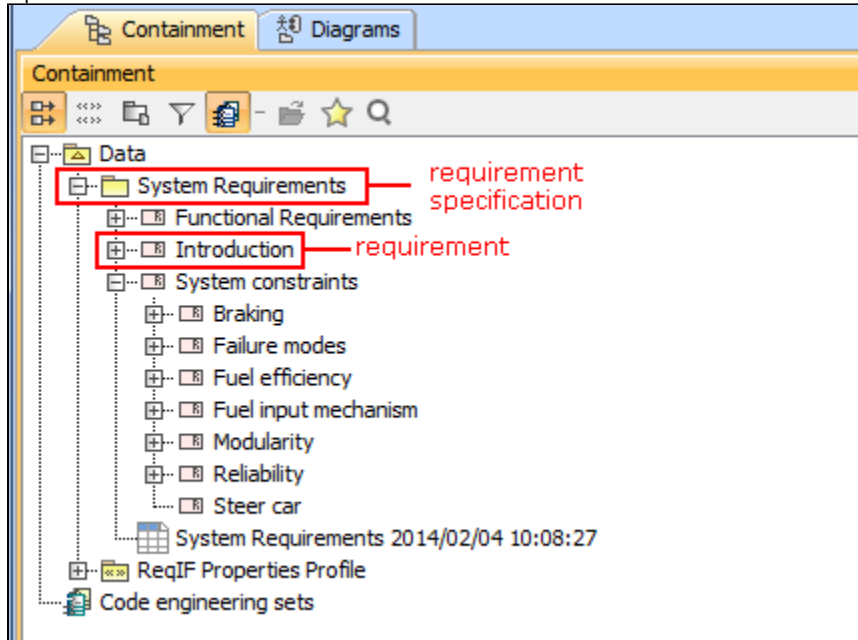 Containment Diagrams
Containment
Data
System Requirements
requirement
specification
Functional Requirements
Introduction
requirement
System constraints
Braking
Failure modes
Fuel efficiency
Fuel input mechanism
Modularity
Reliability
Steer car
System Requirements 2014/02/04 10:08:27
ReqIF Properties Profile
Code engineering sets